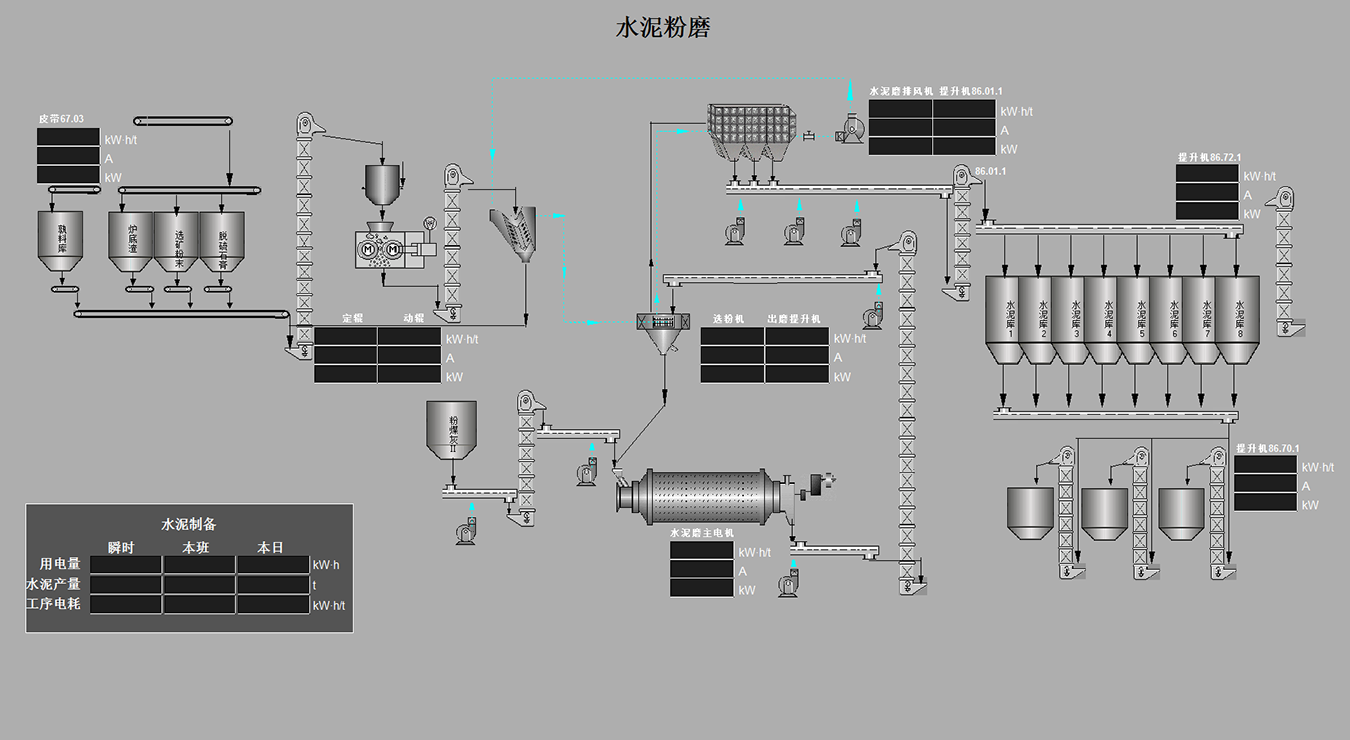 水泥粉磨
水泥磨排风机 提升机86.01.1
kW·h/t
A
kW
皮带67.03
kW·h/t
A
kW
提升机86.72.1
kW·h/t
A
kW
86.01.1
熟料库
炉底渣
选矿粉末
脱硫石膏
M
M
定辊 动辊
kW·h/t
A
kW
选粉机 出磨提升机
kW·h/t
A
kW
水泥库1
水泥库2
水泥库3
水泥库4
水泥库5
水泥库6
水泥库7
水泥库8
粉煤灰II
提升机86.70.1
kW·h/t
A
kW
水泥磨主电机
kW·h/t
A
kW
水泥制备
瞬时 本班 本日
用电量 kW·h
水泥产量 t
工序电耗 kW·h/t